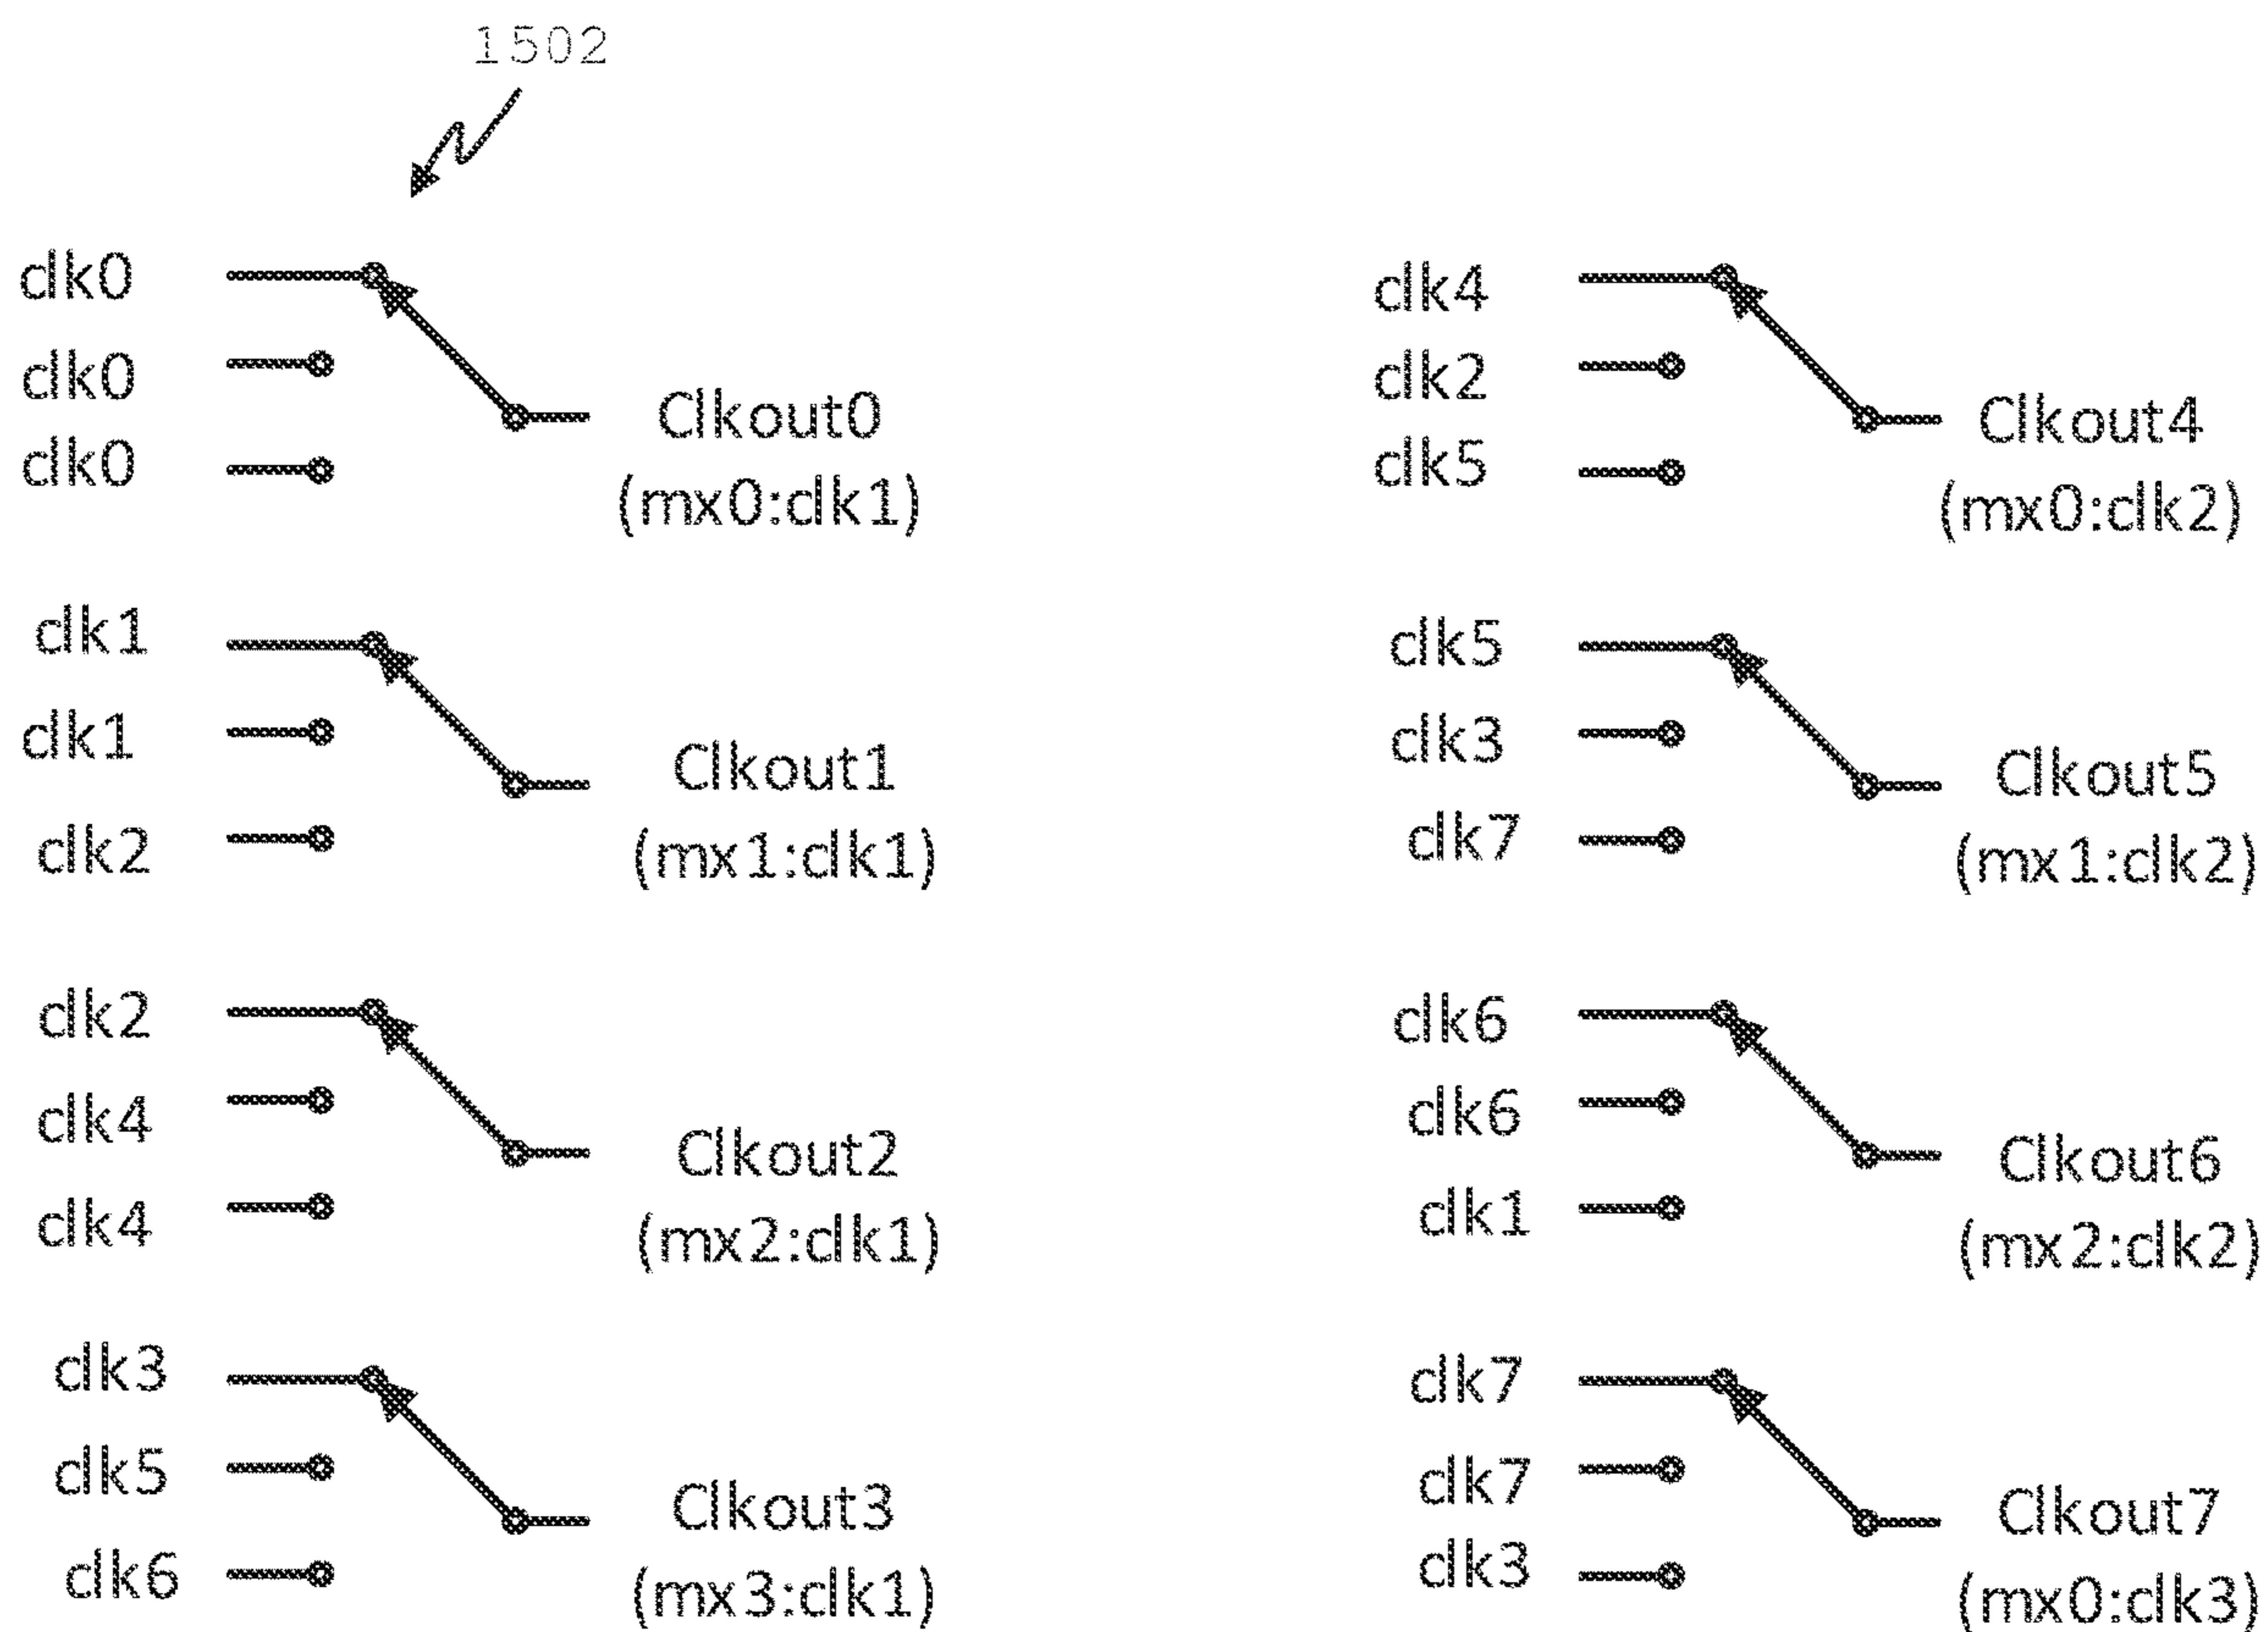 1502
clk0
clk0
clk0
Clkout0
(mx0:clk1)
clk1
clk1
clk2
Clkout1
(mx1:clk1)
clk2
clk4
clk4
Clkout2
(mx2:clk1)
clk3
clk5
clk6
Clkout3
(mx3:clk1)
clk4
clk2
clk5
Clkout4
(mx0:clk2)
clk5
clk3
clk7
Clkout5
(mx1:clk2)
clk6
clk6
clk1
Clkout6
(mx2:clk2)
clk7
clk7
clk3
Clkout7
(mx0:clk3)